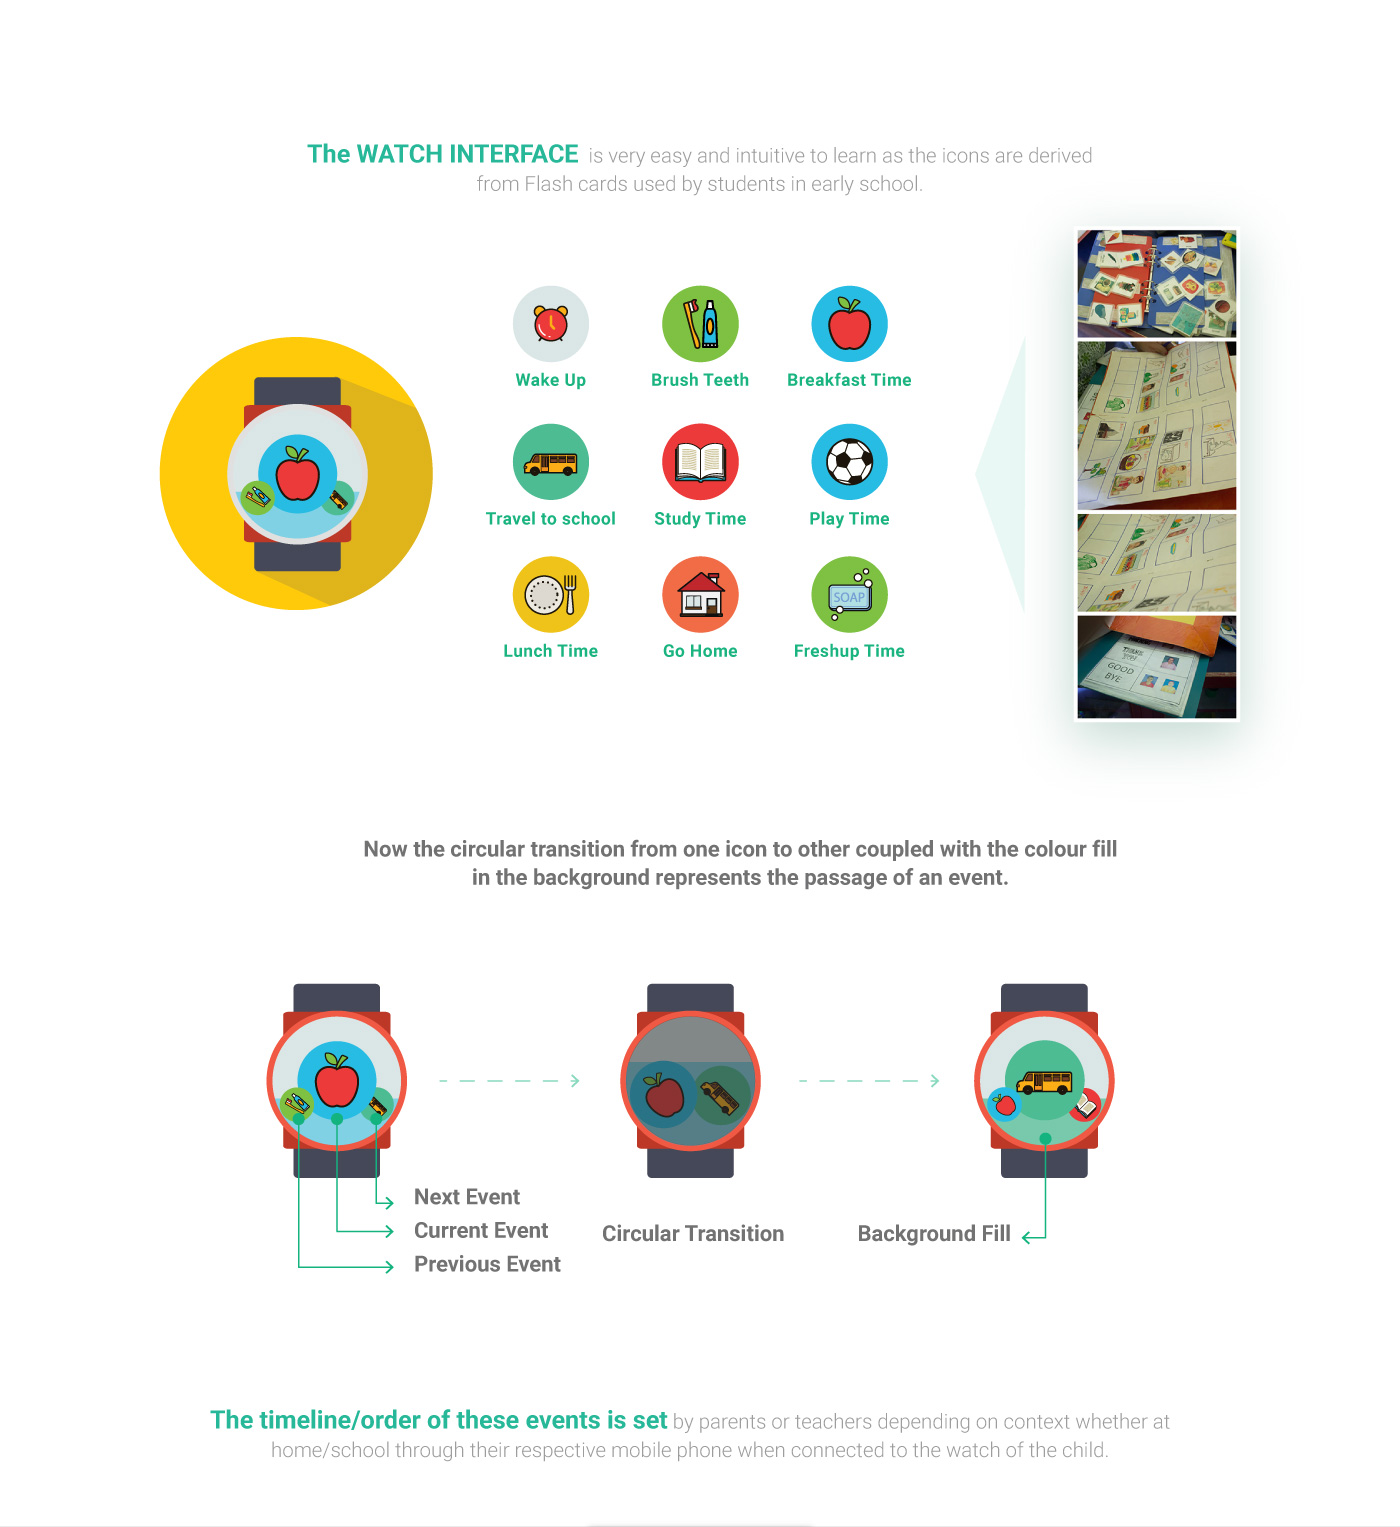 The WATCH INTERFACE is very easy and intuitive to learn as the icons are derived
from Flash cards used by students in early school.
Wake Up
Brush Teeth
Breakfast Time
Travel to school
Study Time
Play Time
SOAP
Lunch Time
Go Home
Freshup Time
THANK
YOU
GOOD
BYE
Now the circular transition from one icon to other coupled with the colour fill
in the background represents the passage of an event.
Next Event
Current Event
Previous Event
Circular Transition
Background Fill
The timeline/order of these events is set by parents or teachers depending on context whether at
home/school through their respective mobile phone when connected to the watch of the child.